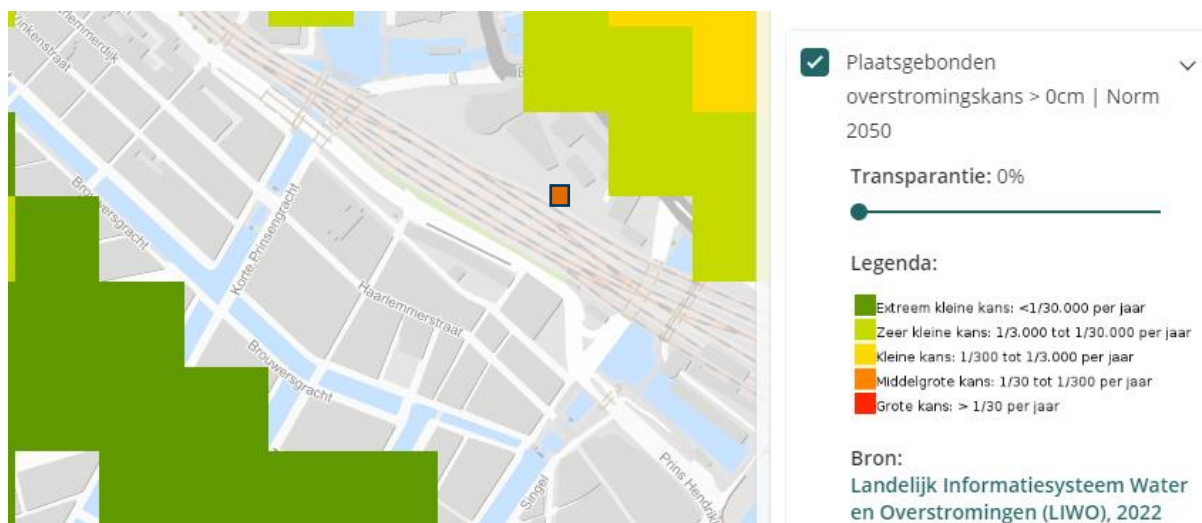 Vinkenstraat
Haarlemmerdijk
Brouwersgracht
Korte Prinsengracht
Haarlemmerstraat
Brouwersgracht
Singel
Prins Hendrik
Plaatsgebonden
overstromingskans > 0cm | Norm
2050
Transparantie: 0%
Legenda:
Extreem kleine kans: <1/30.000 per jaar
Zeer kleine kans: 1/3.000 tot 1/30.000 per jaar
Kleine kans: 1/300 tot 1/3.000 per jaar
Middelgrote kans: 1/30 tot 1/300 per jaar
Grote kans: > 1/30 per jaar
Bron:
Landelijk Informatiesysteem Water
en Overstromingen (LIWO), 2022